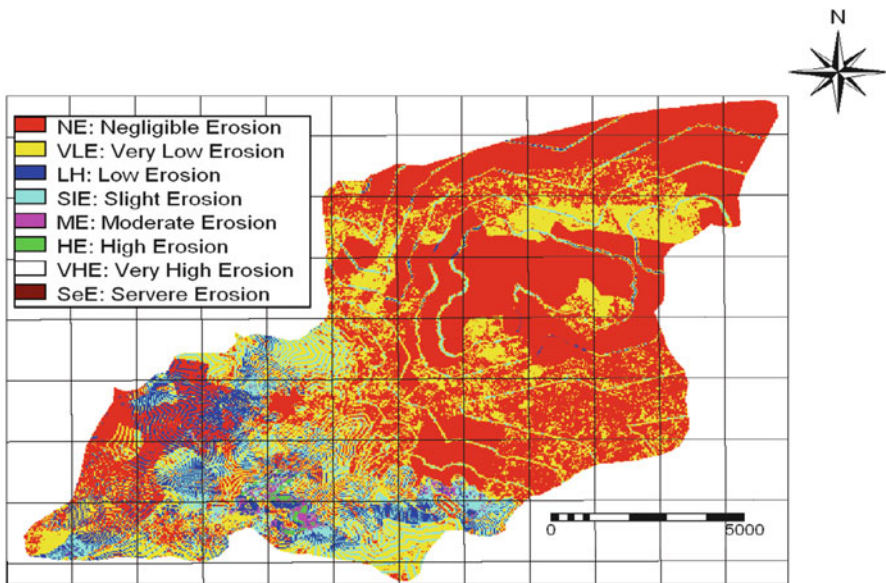 N
NE: Negligible Erosion
VLE: Very Low Erosion
LH: Low Erosion
SIE: Slight Erosion
ME: Moderate Erosion
HE: High Erosion
VHE: Very High Erosion
SeE: Servere Erosion
0 5000